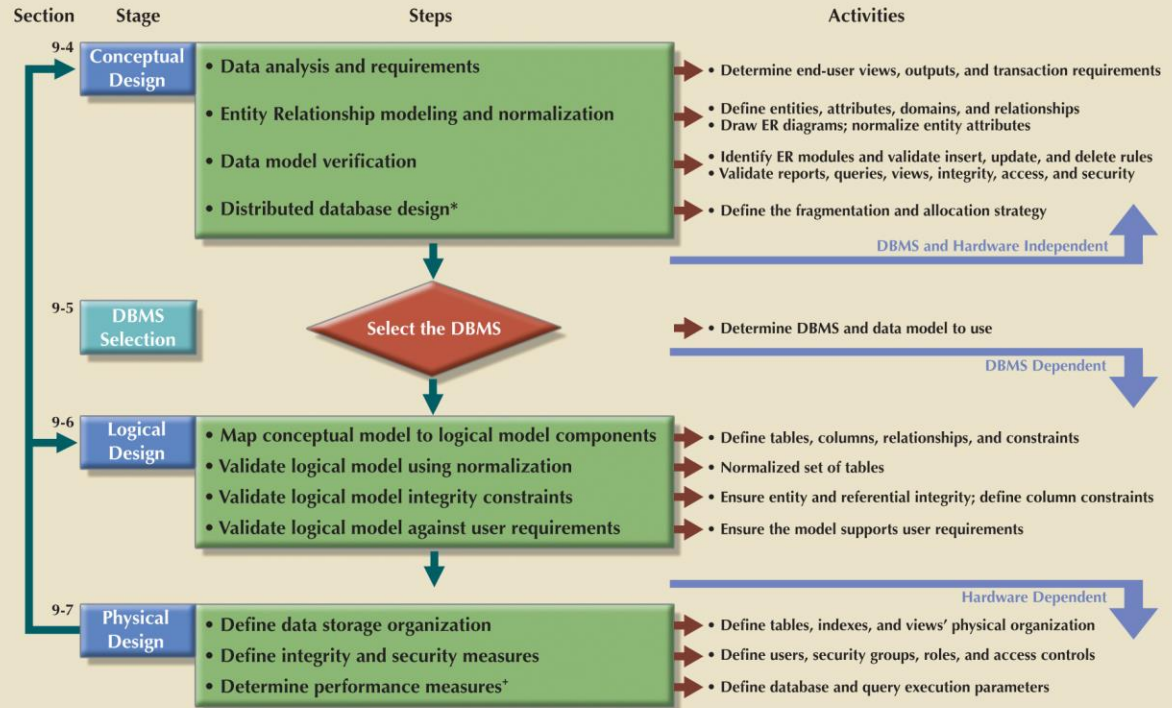 Section Stage Steps Activities
9-4
Conceptual
Design
• Data analysis and requirements
• Determine end-user views, outputs, and transaction requirements
• Entity Relationship modeling and normalization
• Define entities, attributes, domains, and relationships
• Draw ER diagrams; normalize entity attributes
• Data model verification
• Identify ER modules and validate insert, update, and delete rules
• Validate reports, queries, views, integrity, access, and security
• Distributed database design*
• Define the fragmentation and allocation strategy
DBMS and Hardware Independent
9-5
DBMS
Selection
Select the DBMS
• Determine DBMS and data model to use
DBMS Dependent
9-6
Logical
Design
• Map conceptual model to logical model components
• Define tables, columns, relationships, and constraints
• Validate logical model using normalization
• Normalized set of tables
• Validate logical model integrity constraints
• Ensure entity and referential integrity; define column constraints
• Validate logical model against user requirements
• Ensure the model supports user requirements
Hardware Dependent
9-7
Physical
Design
• Define data storage organization
• Define tables, indexes, and views’ physical organization
• Define integrity and security measures
• Define users, security groups, roles, and access controls
• Determine performance measures⁺
• Define database and query execution parameters